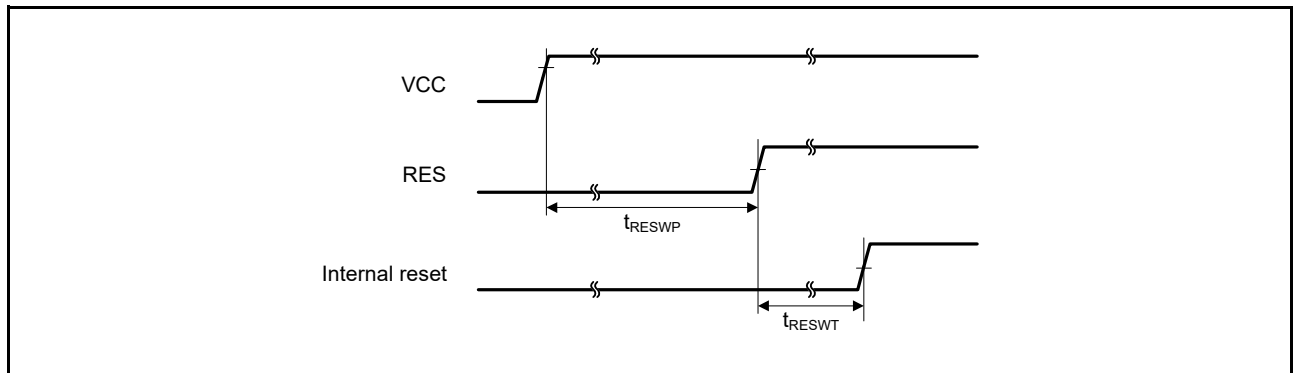 VCC
RES
tRESWP
Internal reset
tRESWT